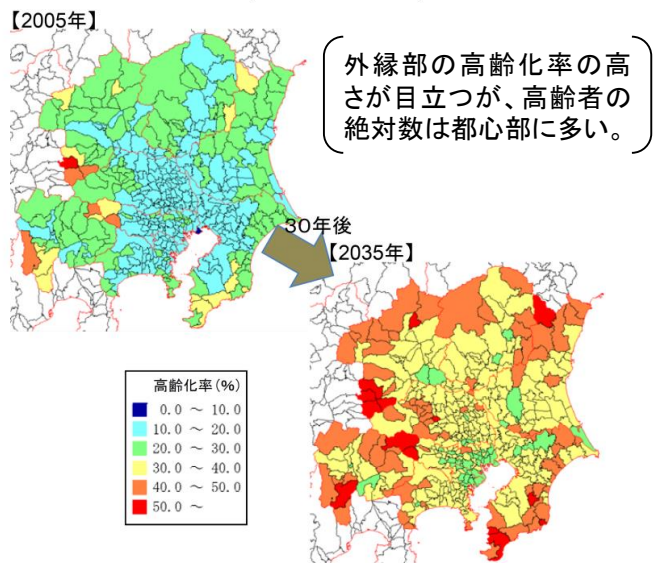 【2005年】
外縁部の高齢化率の高
さが目立つが、高齢者の
絶対数は都心部に多い。
30年後
【2035年】
高齢化率(%)
0.0 ～ 10.0
10.0 ～ 20.0
20.0 ～ 30.0
30.0 ～ 40.0
40.0 ～ 50.0
50.0 ～